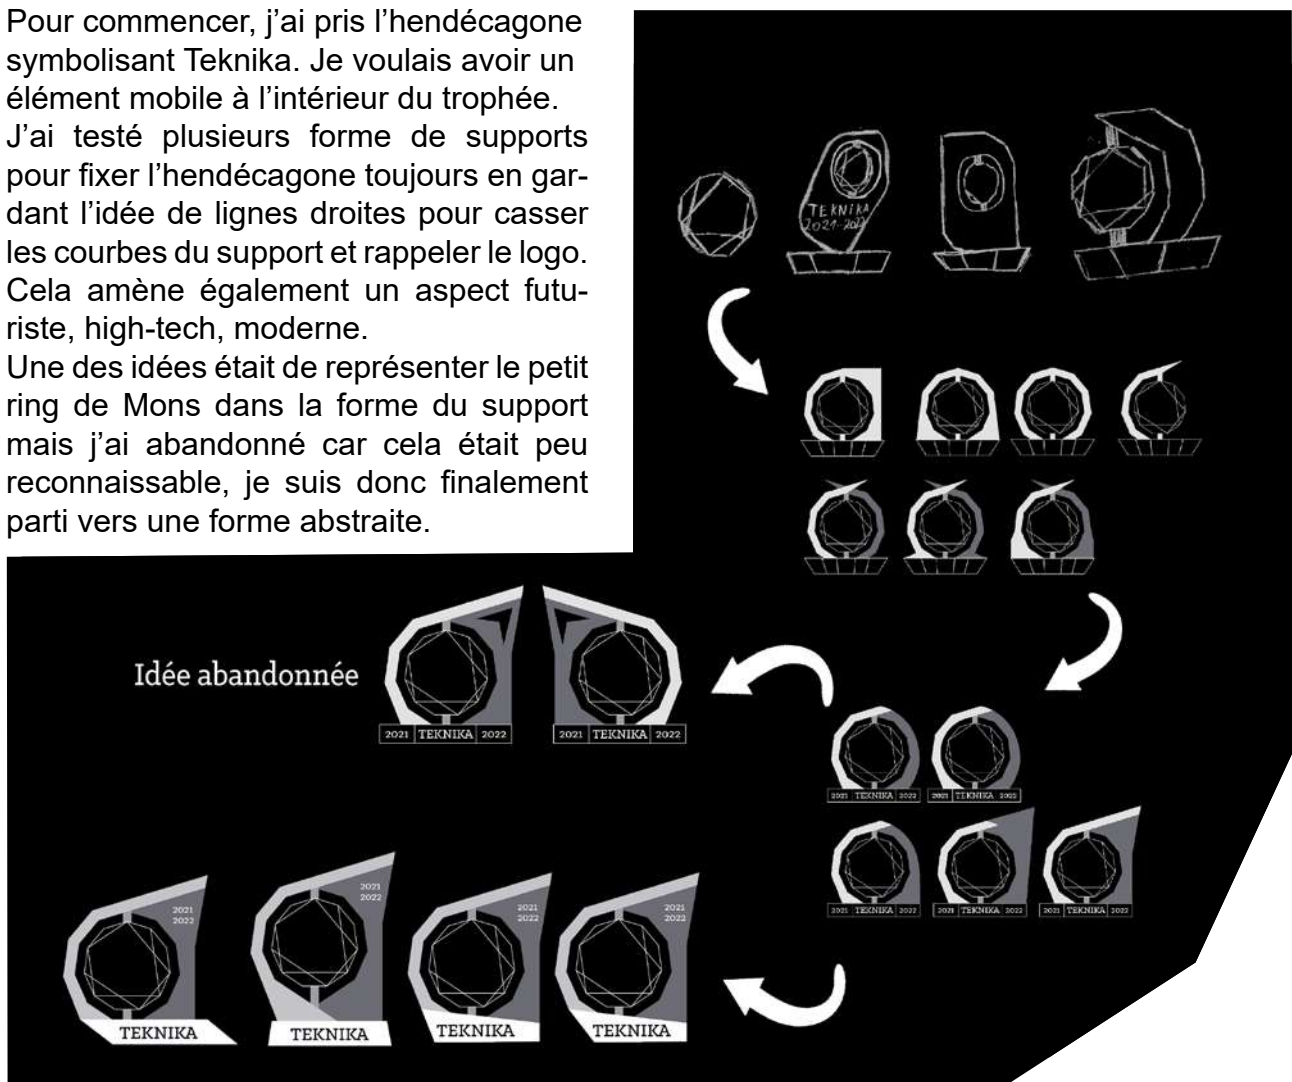 Pour commencer, j’ai pris l’hendécagone
symbolisant Teknika. Je voulais avoir un
élément mobile à l’intérieur du trophée.
J’ai testé plusieurs forme de supports
pour fixer l’hendécagone toujours en gar-
dant l’idée de lignes droites pour casser
les courbes du support et rappeler le logo.
Cela amène également un aspect futu-
riste, high-tech, moderne.
Une des idées était de représenter le petit
ring de Mons dans la forme du support
mais j’ai abandonné car cela était peu
reconnaissable, je suis donc finalement
parti vers une forme abstraite.
TEKNIKA
2021-2022
Idée abandonnée
2021 TEKNIKA 2022
2021 TEKNIKA 2022
2021 TEKNIKA 2022
2021 TEKNIKA 2022
2021 TEKNIKA 2022
2021 TEKNIKA 2022
2021 TEKNIKA 2022
2021
2022
TEKNIKA
2021
2022
TEKNIKA
2021
2022
TEKNIKA
2021
2022
TEKNIKA